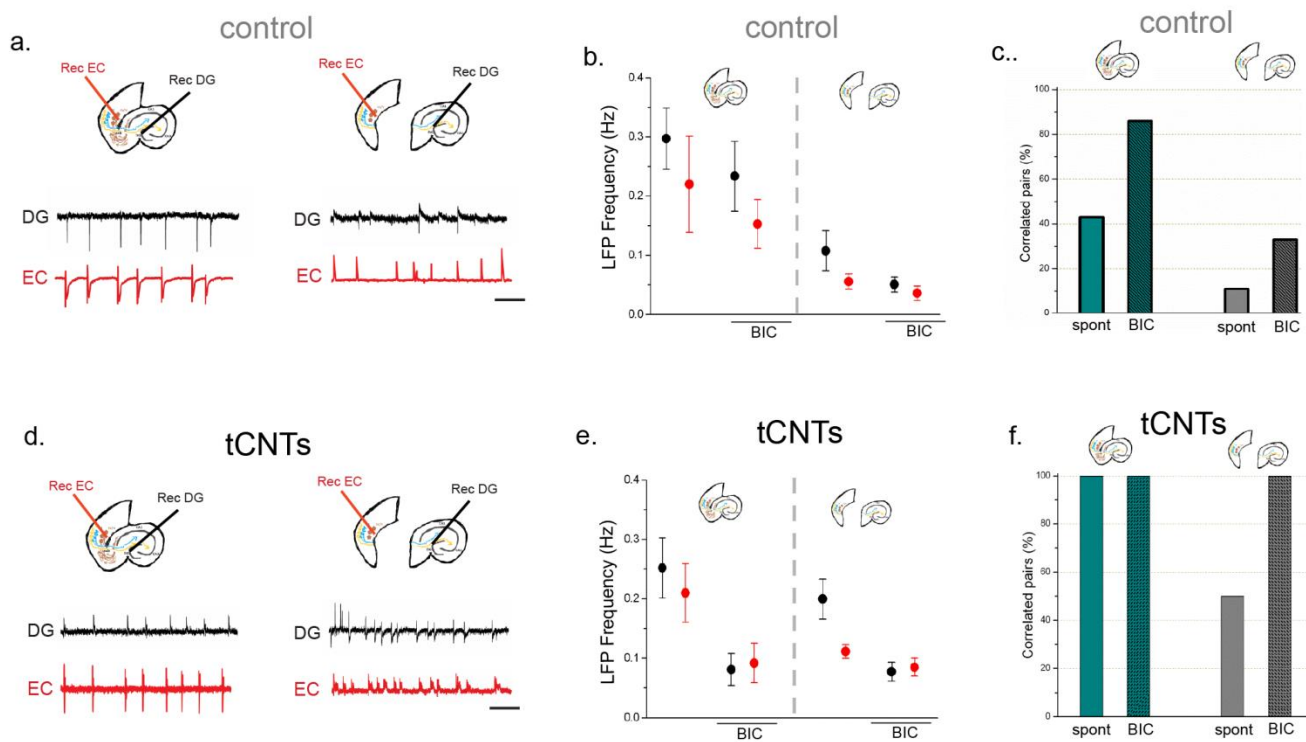 control
a.
Rec EC
Rec DG
Rec EC
Rec DG
DG
EC
control
b.
LFP Frequency (Hz)
0.4
0.3
0.2
0.1
0.0
BIC
BIC
control
c..
Correlated pairs (%)
100
80
60
40
20
0
spont
BIC
spont
BIC
tCNTs
d.
Rec EC
Rec DG
Rec EC
Rec DG
DG
EC
tCNTs
e.
LFP Frequency (Hz)
0.4
0.3
0.2
0.1
0.0
BIC
BIC
tCNTs
f.
Correlated pairs (%)
100
80
60
40
20
0
spont
BIC
spont
BIC